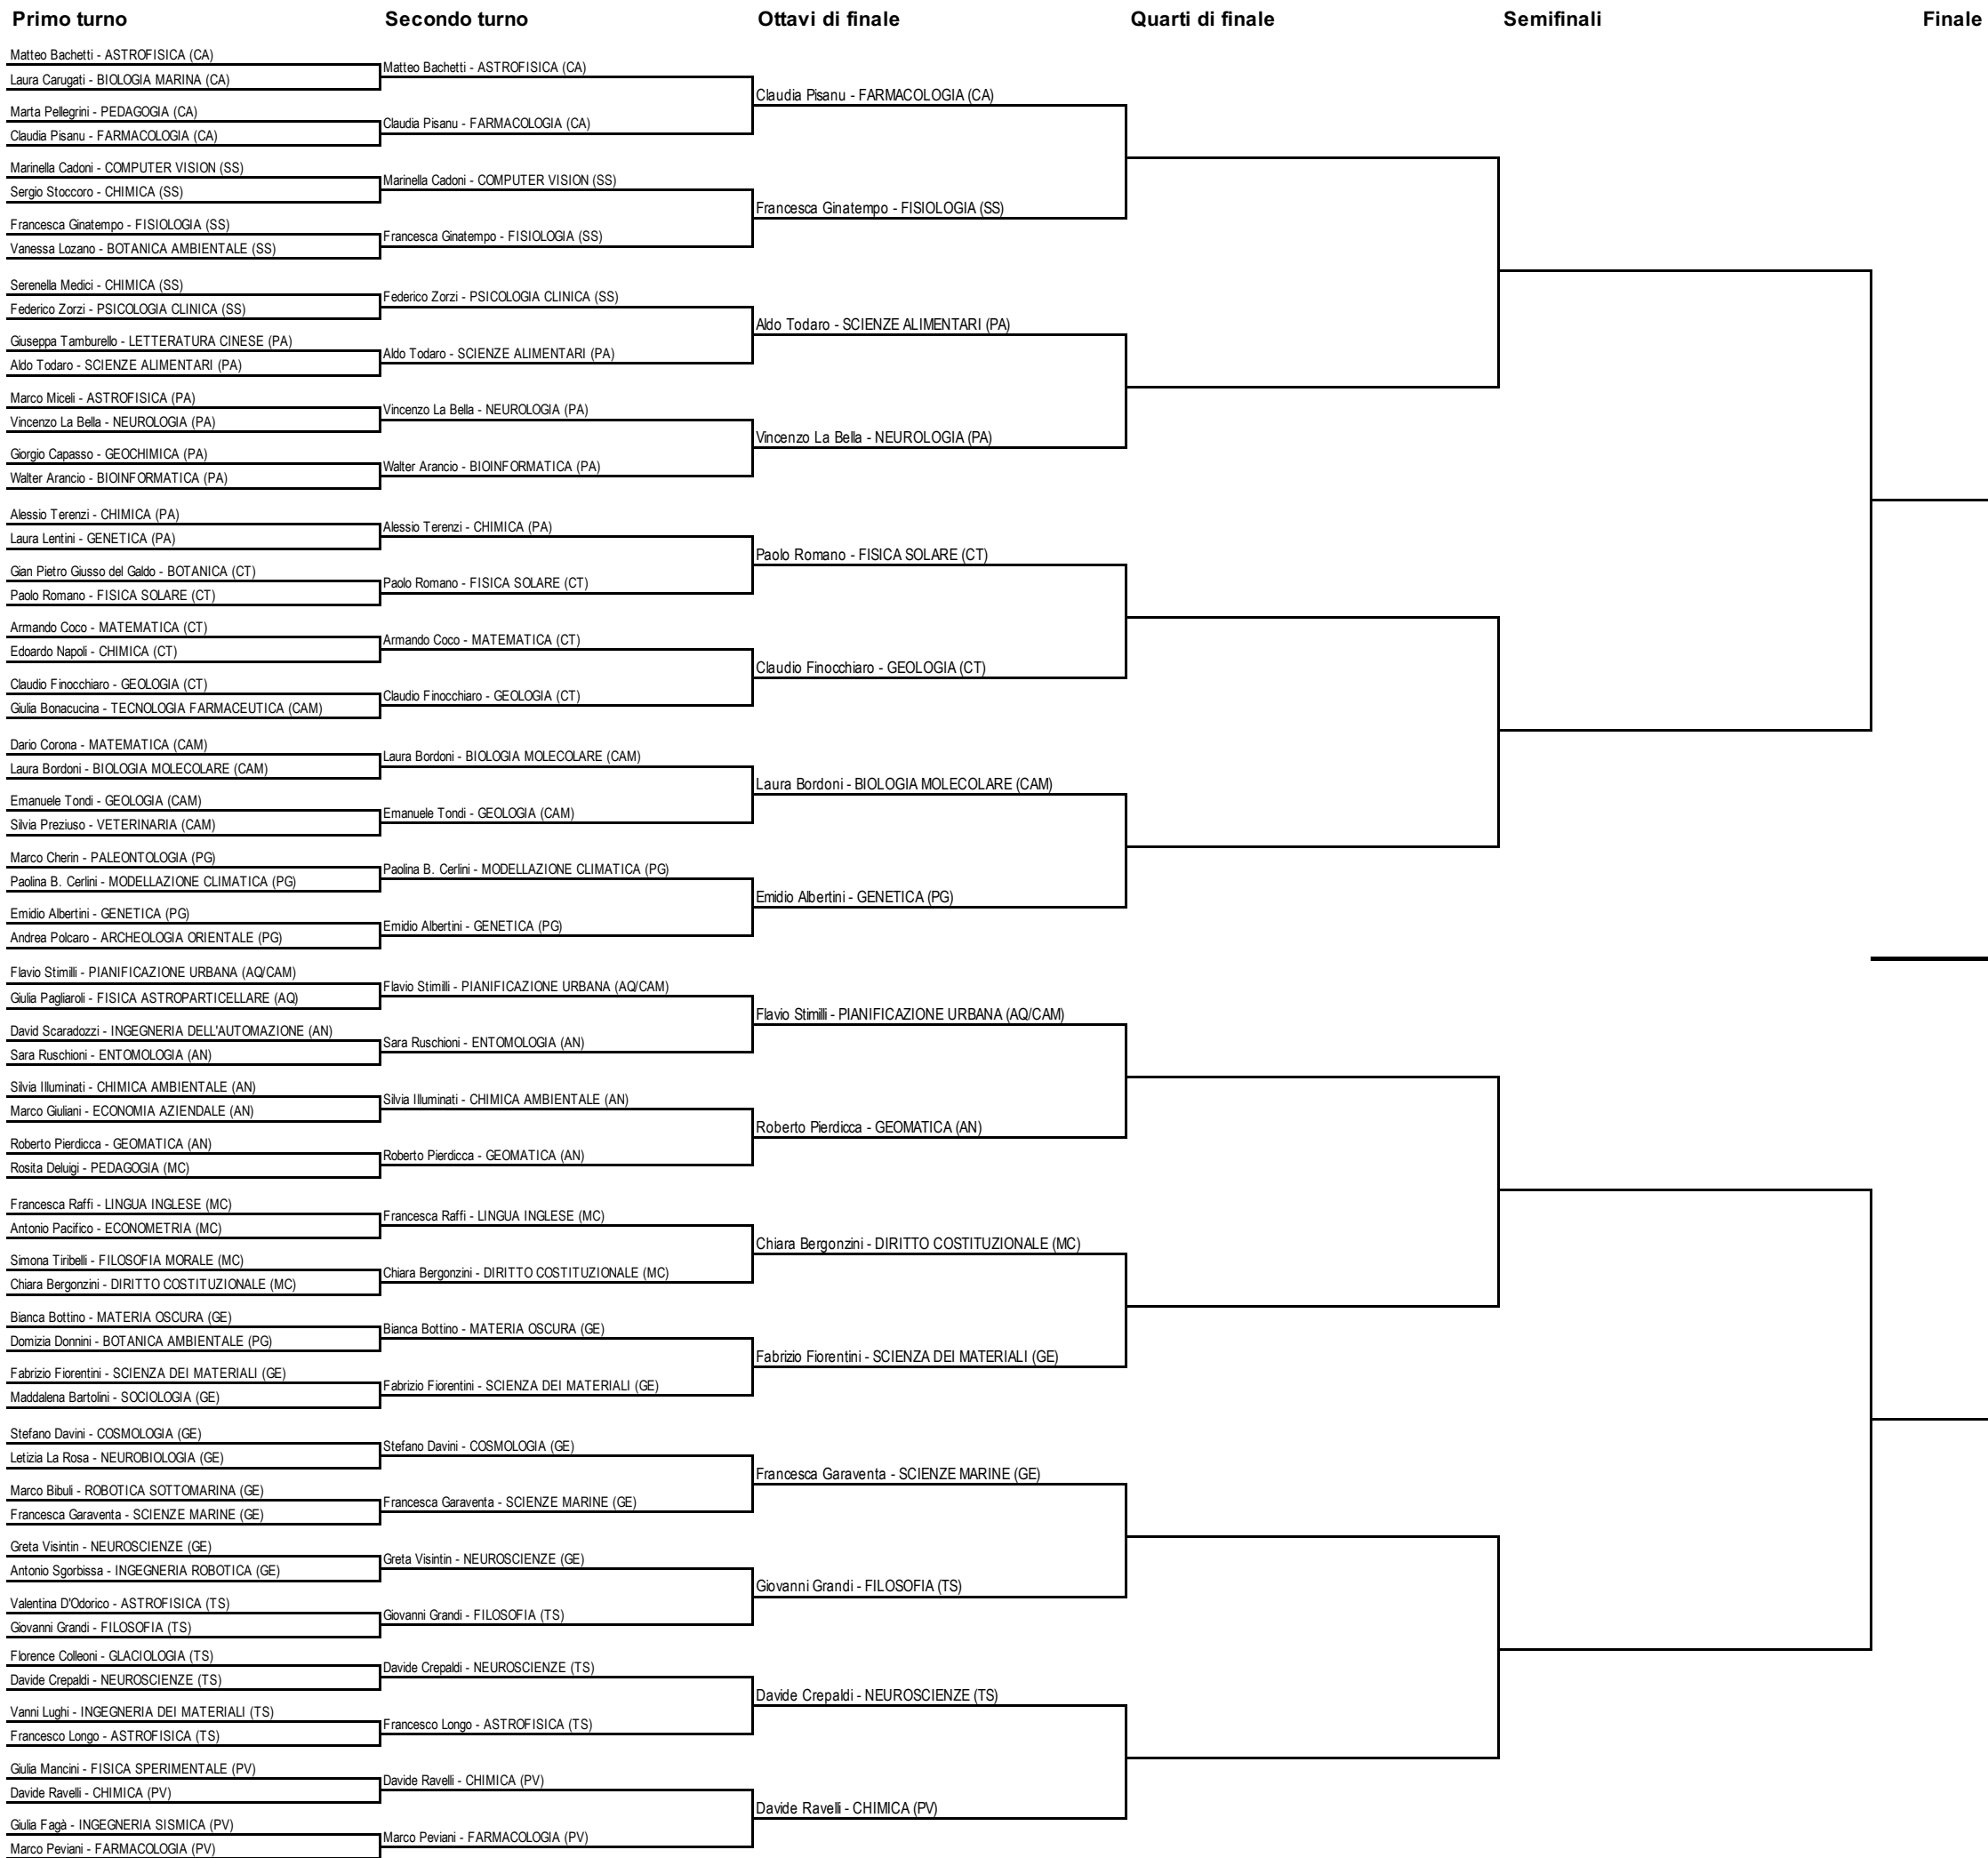 Primo turno
Secondo turno
Ottavi di finale
Quarti di finale
Semifinali
Finale
Matteo Bachetti - ASTROFISICA (CA)
Laura Carugati - BIOLOGIA MARINA (CA)
Marta Pellegrini - PEDAGOGIA (CA)
Claudia Pisanu - FARMACOLOGIA (CA)
Marinella Cadoni - COMPUTER VISION (SS)
Sergio Stoccoro - CHIMICA (SS)
Francesca Ginatempo - FISIOLOGIA (SS)
Vanessa Lozano - BOTANICA AMBIENTALE (SS)
Serenella Medici - CHIMICA (SS)
Federico Zorzi - PSICOLOGIA CLINICA (SS)
Giuseppa Tamburello - LETTERATURA CINESE (PA)
Aldo Todaro - SCIENZE ALIMENTARI (PA)
Marco Miceli - ASTROFISICA (PA)
Vincenzo La Bella - NEUROLOGIA (PA)
Giorgio Capasso - GEOCHIMICA (PA)
Walter Arancio - BIOINFORMATICA (PA)
Alessio Terenzi - CHIMICA (PA)
Laura Lentini - GENETICA (PA)
Gian Pietro Giusso del Galdo - BOTANICA (CT)
Paolo Romano - FISICA SOLARE (CT)
Armando Coco - MATEMATICA (CT)
Edoardo Napoli - CHIMICA (CT)
Claudio Finocchiaro - GEOLOGIA (CT)
Giulia Bonacucina - TECNOLOGIA FARMACEUTICA (CAM)
Dario Corona - MATEMATICA (CAM)
Laura Bordoni - BIOLOGIA MOLECOLARE (CAM)
Emanuele Tondi - GEOLOGIA (CAM)
Silvia Preziuso - VETERINARIA (CAM)
Marco Cherin - PALEONTOLOGIA (PG)
Paolina B. Cerlini - MODELLAZIONE CLIMATICA (PG)
Emidio Albertini - GENETICA (PG)
Andrea Polcaro - ARCHEOLOGIA ORIENTALE (PG)
Flavio Stimilli - PIANIFICAZIONE URBANA (AQ/CAM)
Giulia Pagliaroli - FISICA ASTROPARTICELLARE (AQ)
David Scaradozzi - INGEGNERIA DELL'AUTOMAZIONE (AN)
Sara Ruschioni - ENTOMOLOGIA (AN)
Silvia Illuminati - CHIMICA AMBIENTALE (AN)
Marco Giuliani - ECONOMIA AZIENDALE (AN)
Roberto Pierdicca - GEOMATICA (AN)
Rosita Deluigi - PEDAGOGIA (MC)
Francesca Raffi - LINGUA INGLESE (MC)
Antonio Pacifico - ECONOMETRIA (MC)
Simona Tiribelli - FILOSOFIA MORALE (MC)
Chiara Bergonzini - DIRITTO COSTITUZIONALE (MC)
Bianca Bottino - MATERIA OSCURA (GE)
Domizia Donnini - BOTANICA AMBIENTALE (PG)
Fabrizio Fiorentini - SCIENZA DEI MATERIALI (GE)
Maddalena Bartolini - SOCIOLOGIA (GE)
Stefano Davini - COSMOLOGIA (GE)
Letizia La Rosa - NEUROBIOLOGIA (GE)
Marco Bibuli - ROBOTICA SOTTOMARINA (GE)
Francesca Garaventa - SCIENZE MARINE (GE)
Greta Visintin - NEUROSCIENZE (GE)
Antonio Sgorbissa - INGEGNERIA ROBOTICA (GE)
Valentina D'Odorico - ASTROFISICA (TS)
Giovanni Grandi - FILOSOFIA (TS)
Florence Colleoni - GLACIOLOGIA (TS)
Davide Crepaldi - NEUROSCIENZE (TS)
Vanni Lughi - INGEGNERIA DEI MATERIALI (TS)
Francesco Longo - ASTROFISICA (TS)
Giulia Mancini - FISICA SPERIMENTALE (PV)
Davide Ravelli - CHIMICA (PV)
Giulia Fagà - INGEGNERIA SISMICA (PV)
Marco Peviani - FARMACOLOGIA (PV)
Matteo Bachetti - ASTROFISICA (CA)
Claudia Pisanu - FARMACOLOGIA (CA)
Marinella Cadoni - COMPUTER VISION (SS)
Francesca Ginatempo - FISIOLOGIA (SS)
Federico Zorzi - PSICOLOGIA CLINICA (SS)
Aldo Todaro - SCIENZE ALIMENTARI (PA)
Vincenzo La Bella - NEUROLOGIA (PA)
Walter Arancio - BIOINFORMATICA (PA)
Alessio Terenzi - CHIMICA (PA)
Paolo Romano - FISICA SOLARE (CT)
Armando Coco - MATEMATICA (CT)
Claudio Finocchiaro - GEOLOGIA (CT)
Laura Bordoni - BIOLOGIA MOLECOLARE (CAM)
Emanuele Tondi - GEOLOGIA (CAM)
Paolina B. Cerlini - MODELLAZIONE CLIMATICA (PG)
Emidio Albertini - GENETICA (PG)
Flavio Stimilli - PIANIFICAZIONE URBANA (AQ/CAM)
Sara Ruschioni - ENTOMOLOGIA (AN)
Silvia Illuminati - CHIMICA AMBIENTALE (AN)
Roberto Pierdicca - GEOMATICA (AN)
Francesca Raffi - LINGUA INGLESE (MC)
Chiara Bergonzini - DIRITTO COSTITUZIONALE (MC)
Bianca Bottino - MATERIA OSCURA (GE)
Fabrizio Fiorentini - SCIENZA DEI MATERIALI (GE)
Stefano Davini - COSMOLOGIA (GE)
Francesca Garaventa - SCIENZE MARINE (GE)
Greta Visintin - NEUROSCIENZE (GE)
Giovanni Grandi - FILOSOFIA (TS)
Davide Crepaldi - NEUROSCIENZE (TS)
Francesco Longo - ASTROFISICA (TS)
Davide Ravelli - CHIMICA (PV)
Marco Peviani - FARMACOLOGIA (PV)
Claudia Pisanu - FARMACOLOGIA (CA)
Francesca Ginatempo - FISIOLOGIA (SS)
Aldo Todaro - SCIENZE ALIMENTARI (PA)
Vincenzo La Bella - NEUROLOGIA (PA)
Paolo Romano - FISICA SOLARE (CT)
Claudio Finocchiaro - GEOLOGIA (CT)
Laura Bordoni - BIOLOGIA MOLECOLARE (CAM)
Emidio Albertini - GENETICA (PG)
Flavio Stimilli - PIANIFICAZIONE URBANA (AQ/CAM)
Roberto Pierdicca - GEOMATICA (AN)
Chiara Bergonzini - DIRITTO COSTITUZIONALE (MC)
Fabrizio Fiorentini - SCIENZA DEI MATERIALI (GE)
Francesca Garaventa - SCIENZE MARINE (GE)
Giovanni Grandi - FILOSOFIA (TS)
Davide Crepaldi - NEUROSCIENZE (TS)
Davide Ravelli - CHIMICA (PV)